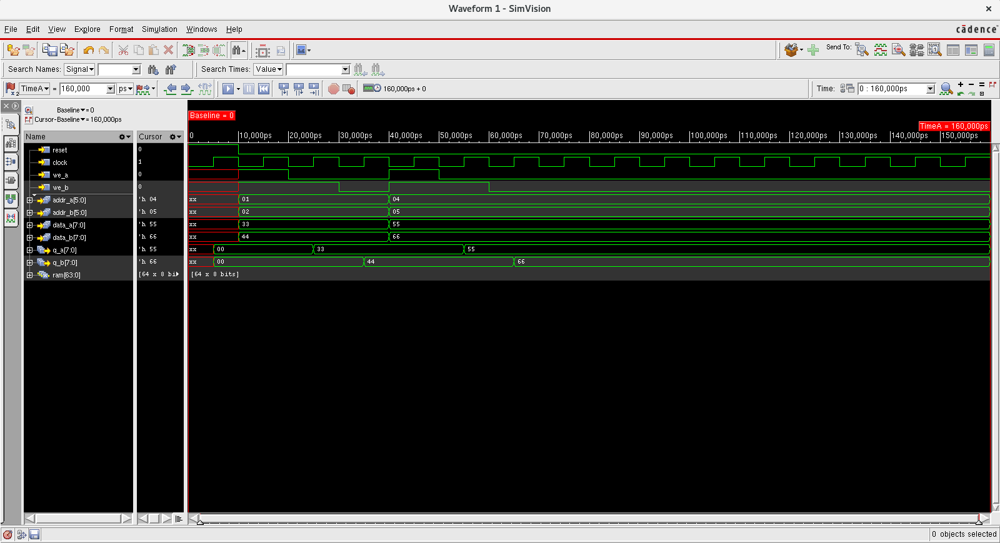 Waveform 1 - SimVision
File Edit View Explore Format Simulation Windows Help
cādence
Send To:
Search Names: Signal Search Times: Value
TimeA = 160,000 ps 160,000ps + 0 Time: 0 : 160,000ps
Baseline = 0
Cursor-Baseline = 160,000ps
Baseline = 0
TimeA = 160,000ps
Name Cursor 0 10,000ps 20,000ps 30,000ps 40,000ps 50,000ps 60,000ps 70,000ps 80,000ps 90,000ps 100,000ps 110,000ps 120,000ps 130,000ps 140,000ps 150,000ps
reset 0
clock 1
we_a 0
we_b 0
addr_a[5:0] 'h 04 xx 01 04
addr_b[5:0] 'h 05 xx 02 05
data_a[7:0] 'h 55 xx 33 55
data_b[7:0] 'h 66 xx 44 66
q_a[7:0] 'h 55 xx 00 33 55
q_b[7:0] 'h 66 xx 00 44 66
ram[63:0] [64 x 8 bi [64 x 8 bits]
0 objects selected